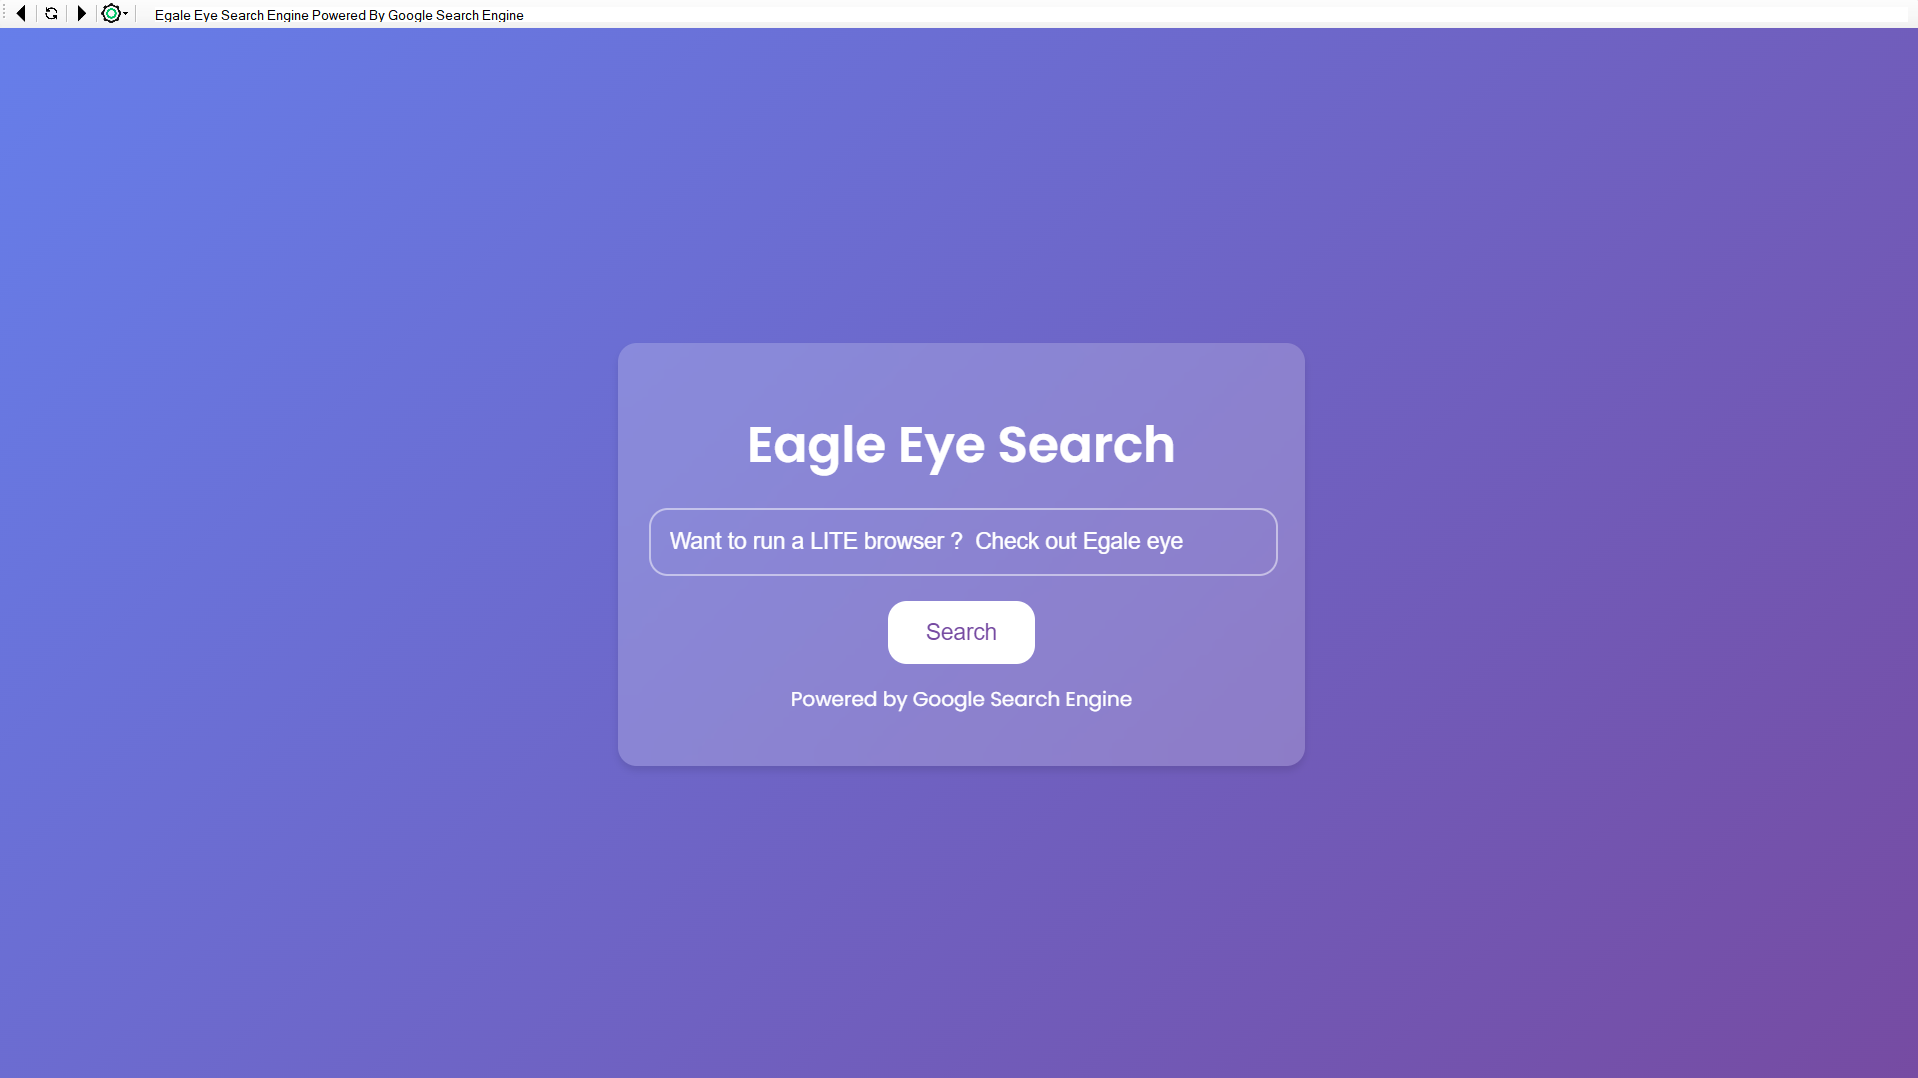 Egale Eye Search Engine Powered By Google Search Engine
Eagle Eye Search
Want to run a LITE browser ?  Check out Egale eye
Search
Powered by Google Search Engine